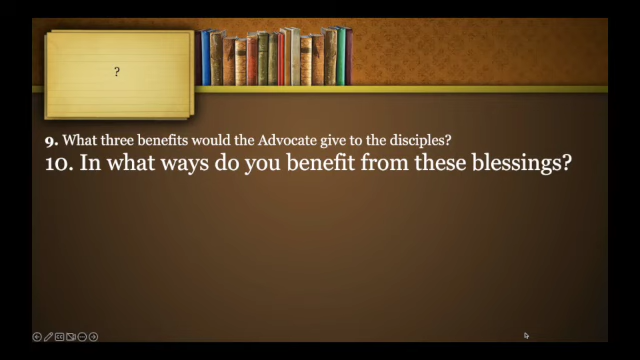 ?
9. What three benefits would the Advocate give to the disciples?
10. In what ways do you benefit from these blessings?